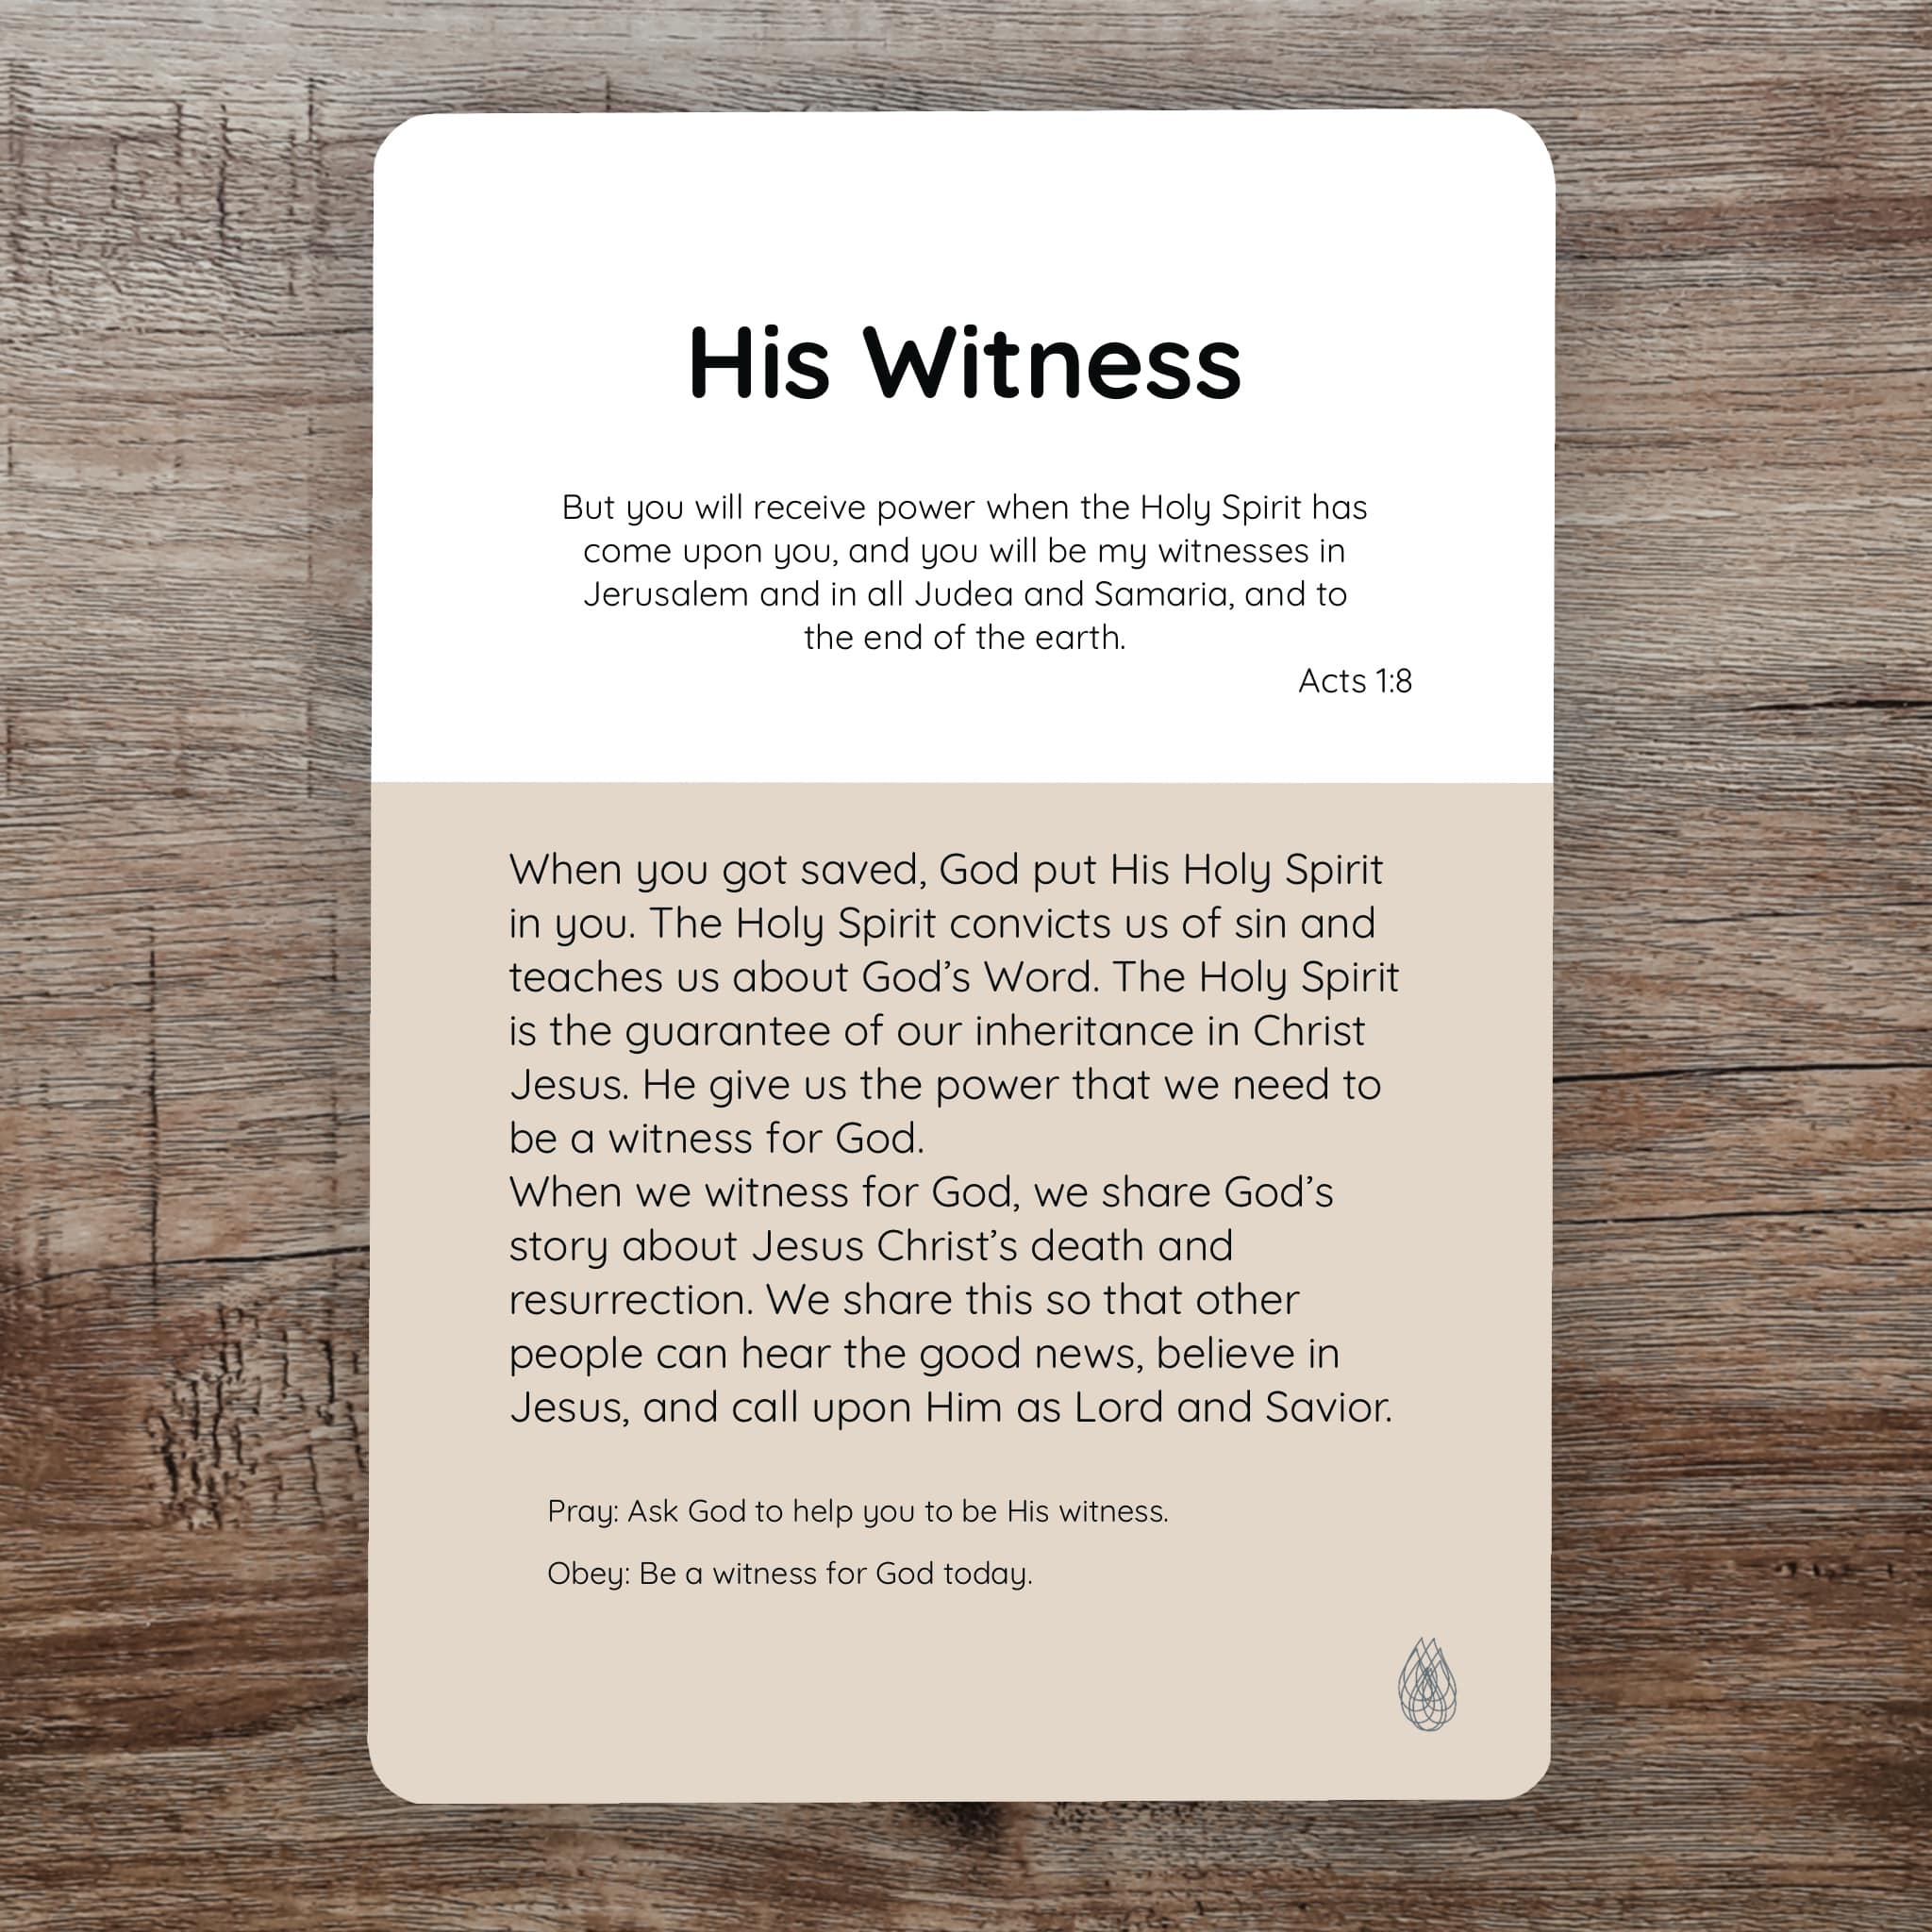 His Witness
But you will receive power when the Holy Spirit has
come upon you, and you will be my witnesses in
Jerusalem and in all Judea and Samaria, and to
the end of the earth.
Acts 1:8
When you got saved, God put His Holy Spirit
in you. The Holy Spirit convicts us of sin and
teaches us about God’s Word. The Holy Spirit
is the guarantee of our inheritance in Christ
Jesus. He give us the power that we need to
be a witness for God.
When we witness for God, we share God’s
story about Jesus Christ’s death and
resurrection. We share this so that other
people can hear the good news, believe in
Jesus, and call upon Him as Lord and Savior.
Pray: Ask God to help you to be His witness.
Obey: Be a witness for God today.